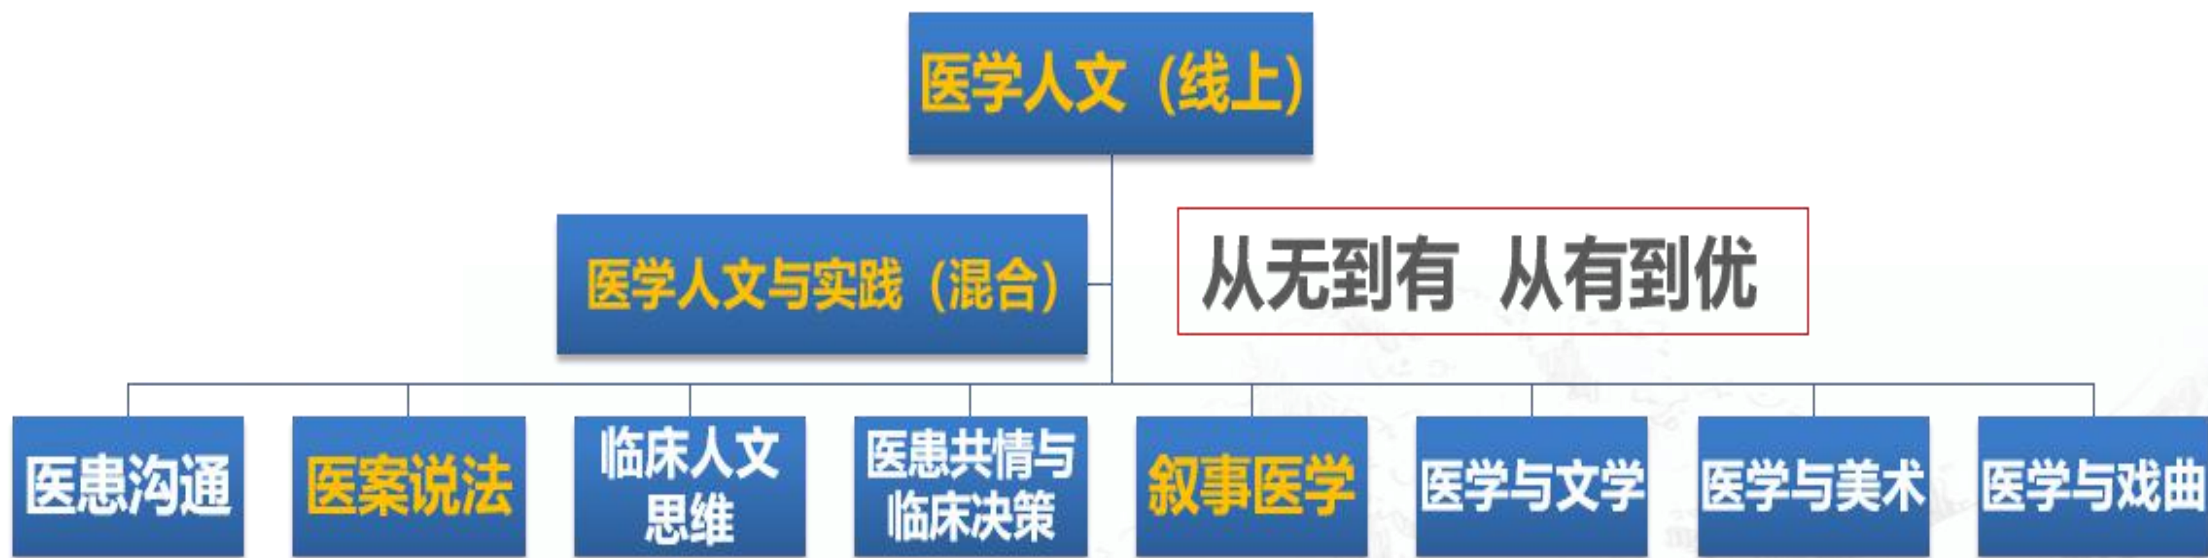 医学人文（线上）
医学人文与实践（混合）
从无到有 从有到优
医患沟通
医案说法
临床人文
思维
医患共情与
临床决策
叙事医学
医学与文学
医学与美术
医学与戏曲